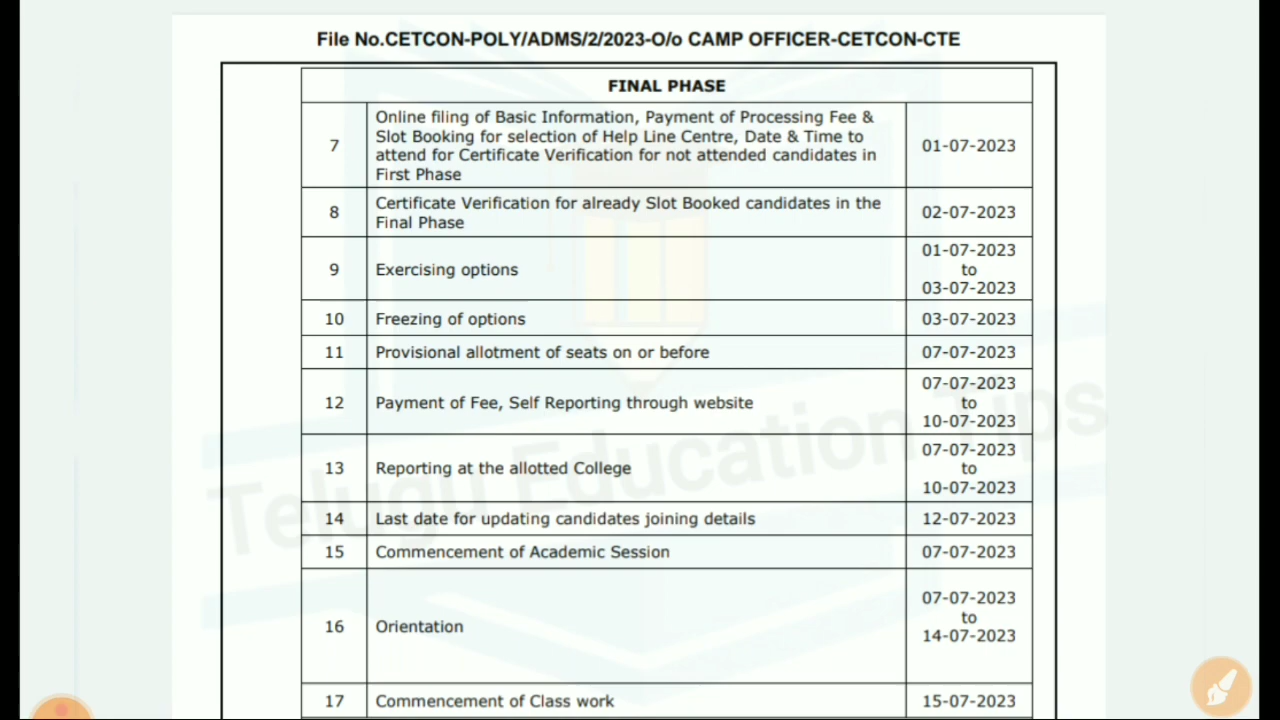 File No.CETCON-POLY/ADMS/2/2023-O/o CAMP OFFICER-CETCON-CTE
FINAL PHASE
7
Online filing of Basic Information, Payment of Processing Fee &
Slot Booking for selection of Help Line Centre, Date & Time to
attend for Certificate Verification for not attended candidates in
First Phase
01-07-2023
8
Certificate Verification for already Slot Booked candidates in the
Final Phase
02-07-2023
9
Exercising options
01-07-2023
to
03-07-2023
10
Freezing of options
03-07-2023
11
Provisional allotment of seats on or before
07-07-2023
12
Payment of Fee, Self Reporting through website
07-07-2023
to
10-07-2023
13
Reporting at the allotted College
07-07-2023
to
10-07-2023
14
Last date for updating candidates joining details
12-07-2023
15
Commencement of Academic Session
07-07-2023
16
Orientation
07-07-2023
to
14-07-2023
17
Commencement of Class work
15-07-2023
Telugu Education Tips